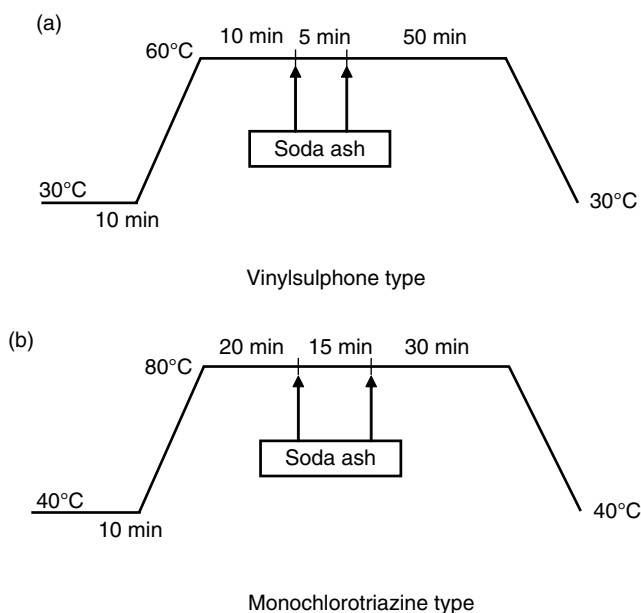 (a)
10 min 5 min 50 min
60°C
Soda ash
30°C
10 min
30°C
Vinylsulphone type
(b)
20 min 15 min 30 min
80°C
Soda ash
40°C
10 min
40°C
Monochlorotriazine type